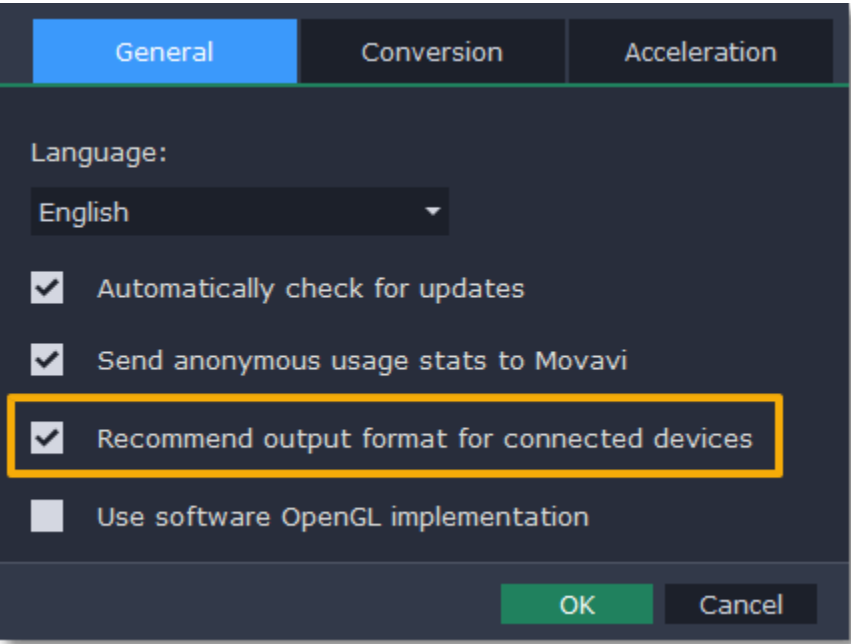 General Conversion Acceleration
Language:
English
Automatically check for updates
Send anonymous usage stats to Movavi
Recommend output format for connected devices
Use software OpenGL implementation
OK Cancel